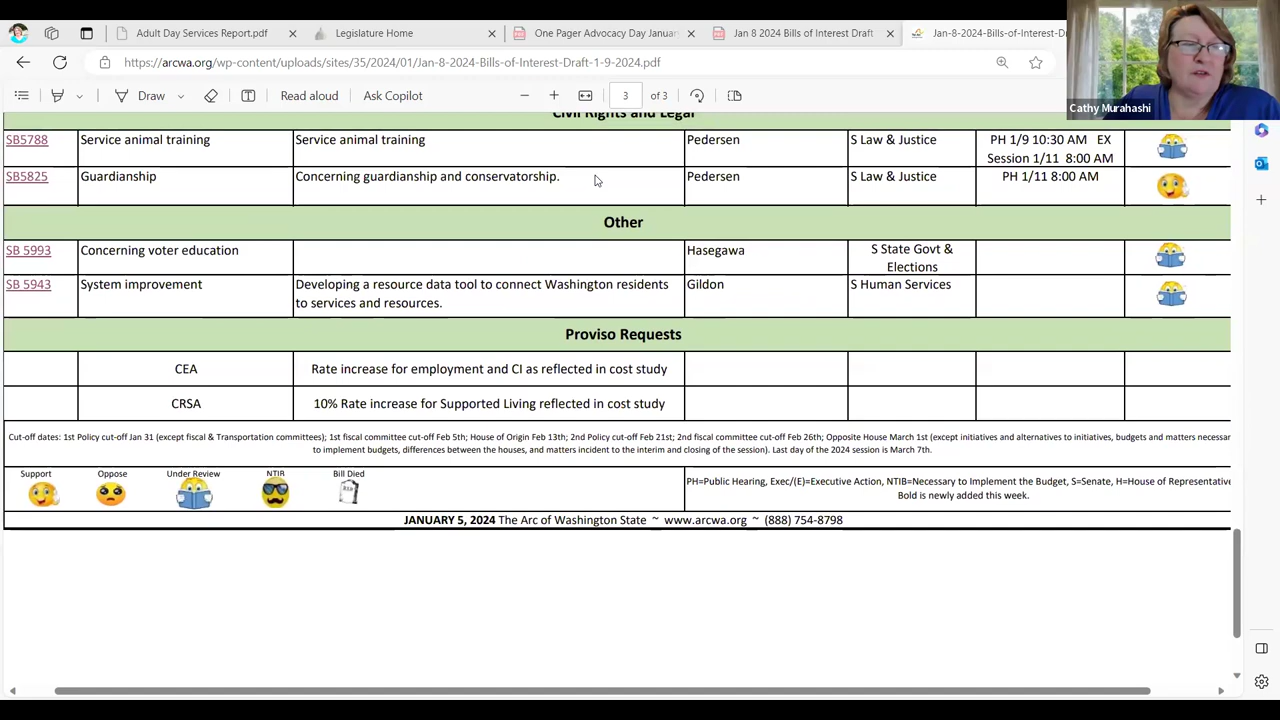 Adult Day Services Report.pdf
Legislature Home
One Pager Advocacy Day Januar
Jan 8 2024 Bills of Interest Draft
Jan-8-2024-Bills-of-Interest-D
https://arcwa.org/wp-content/uploads/sites/35/2024/01/Jan-8-2024-Bills-of-Interest-Draft-1-9-2024.pdf
Draw
Read aloud
Ask Copilot
3
of 3
Cathy Murahashi
Civil Rights and Legal
SB5788 Service animal training Service animal training Pedersen S Law & Justice PH 1/9 10:30 AM EX
Session 1/11 8:00 AM
SB5825 Guardianship Concerning guardianship and conservatorship. Pedersen S Law & Justice PH 1/11 8:00 AM
Other
SB 5993 Concerning voter education Hasegawa S State Govt &
Elections
SB 5943 System improvement Developing a resource data tool to connect Washington residents Gildon S Human Services
to services and resources.
Proviso Requests
CEA Rate increase for employment and CI as reflected in cost study
CRSA 10% Rate increase for Supported Living reflected in cost study
Cut-off dates: 1st Policy cut-off Jan 31 (except fiscal & Transportation committees); 1st fiscal committee cut-off Feb 5th; House of Origin Feb 13th; 2nd Policy cut-off Feb 21st; 2nd fiscal committee cut-off Feb 26th; Opposite House March 1st (except initiatives and alternatives to initiatives, budgets and matters necessar
to implement budgets, differences between the houses, and matters incident to the interim and closing of the session). Last day of the 2024 session is March 7th.
Support Oppose Under Review NTIB Bill Died
PH=Public Hearing, Exec/(E)=Executive Action, NTIB=Necessary to Implement the Budget, S=Senate, H=House of Representative
Bold is newly added this week.
JANUARY 5, 2024 The Arc of Washington State ~ www.arcwa.org ~ (888) 754-8798